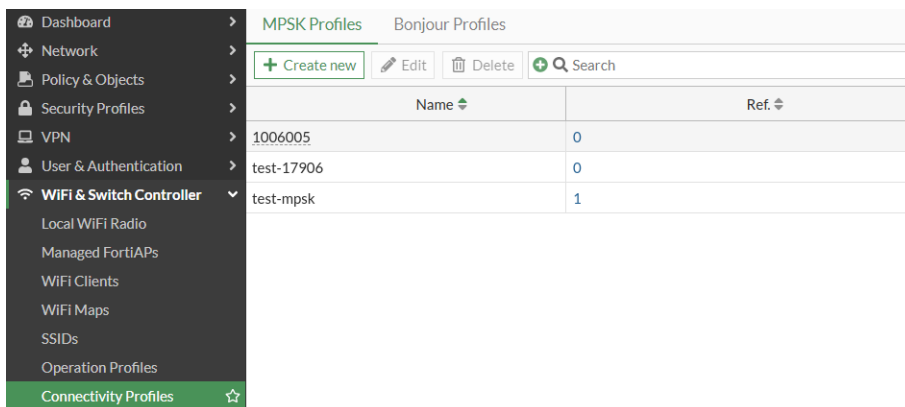 Dashboard
Network
Policy & Objects
Security Profiles
VPN
User & Authentication
WiFi & Switch Controller
Local WiFi Radio
Managed FortiAPs
WiFi Clients
WiFi Maps
SSIDs
Operation Profiles
Connectivity Profiles
MPSK Profiles Bonjour Profiles
+ Create new Edit Delete Search
Name Ref.
1006005 0
test-17906 0
test-mpsk 1